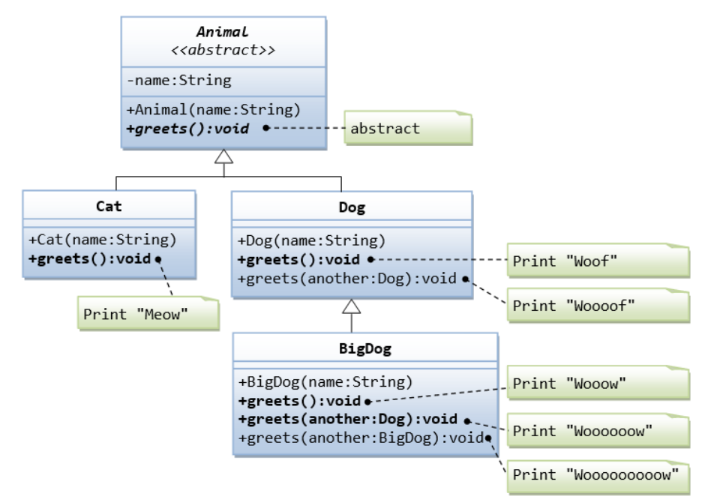 Animal
<<abstract>>
-name:String
+Animal(name:String)
+greets():void
abstract
Cat
+Cat(name:String)
+greets():void
Print "Meow"
Dog
+Dog(name:String)
+greets():void
+greets(another:Dog):void
Print "Woof"
Print "Woooof"
BigDog
+BigDog(name:String)
+greets():void
+greets(another:Dog):void
+greets(another:BigDog):void
Print "Wooow"
Print "Woooooow"
Print "Wooooooooow"